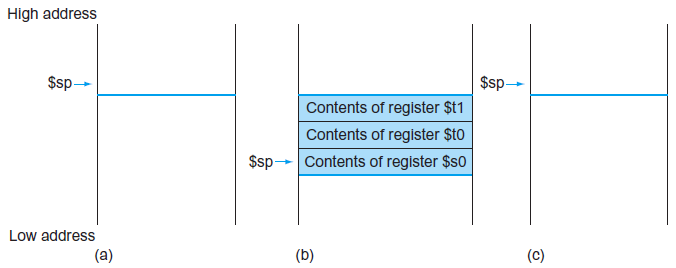 High address
$sp
$sp
Contents of register $t1
Contents of register $t0
$sp
Contents of register $s0
Low address
(a)
(b)
(c)